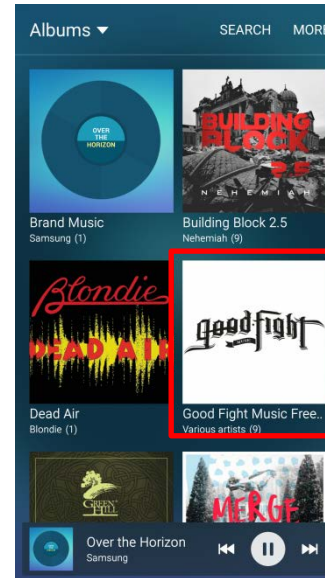 Albums ▼ SEARCH MORE
OVER
THE
HORIZON
BUILDING
BLOCK
2.5
NEHEMIAH
Brand Music
Samsung (1)
Building Block 2.5
Nehemiah (9)
Blondie
DEAD AIR
good fight
Dead Air
Blondie (1)
Good Fight Music Free..
Various artists (9)
GREEN
HILL
MERGE
Over the Horizon
Samsung